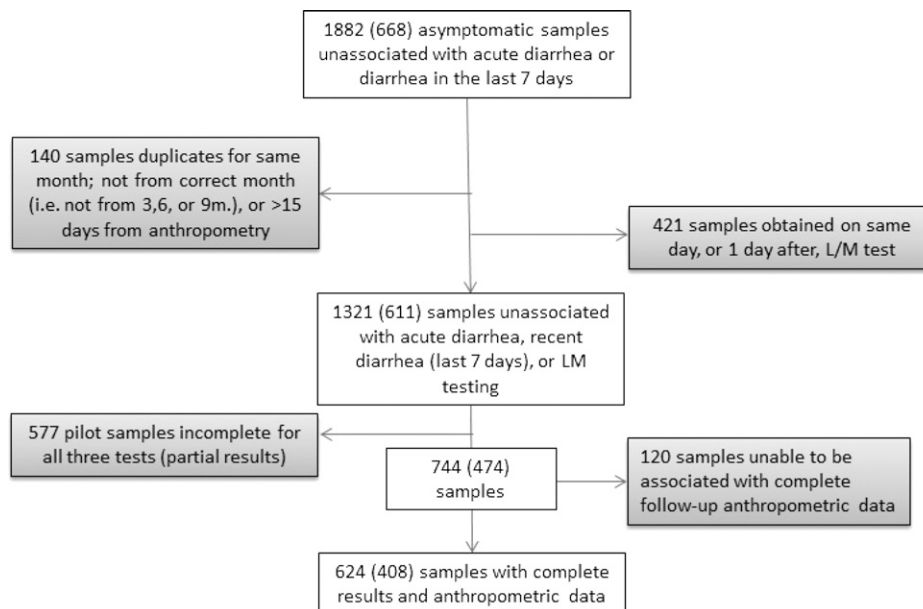 1882 (668) asymptomatic samples
unassociated with acute diarrhea or
diarrhea in the last 7 days
140 samples duplicates for same
month; not from correct month
(i.e. not from 3,6, or 9m.), or >15
days from anthropometry
421 samples obtained on same
day, or 1 day after, L/M test
1321 (611) samples unassociated
with acute diarrhea, recent
diarrhea (last 7 days), or LM
testing
577 pilot samples incomplete for
all three tests (partial results)
744 (474)
samples
120 samples unable to be
associated with complete
follow-up anthropometric data
624 (408) samples with complete
results and anthropometric data